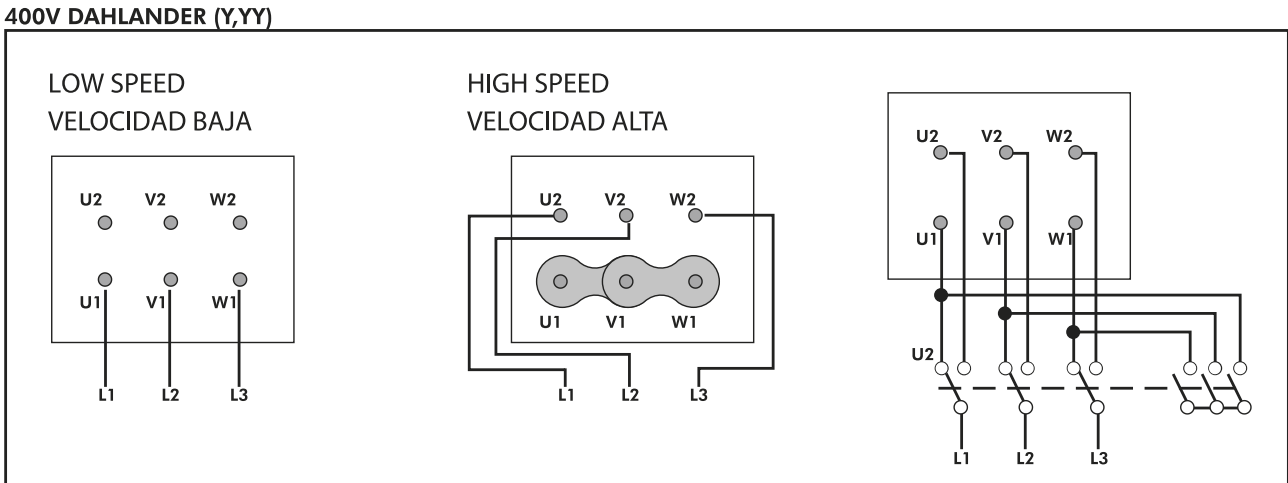 400V DAHLANDER (Y,YY)
LOW SPEED
VELOCIDAD BAJA
U2 V2 W2
U1 V1 W1
L1 L2 L3
HIGH SPEED
VELOCIDAD ALTA
U2 V2 W2
U1 V1 W1
L1 L2 L3
U2 V2 W2
U1 V1 W1
U2
L1 L2 L3